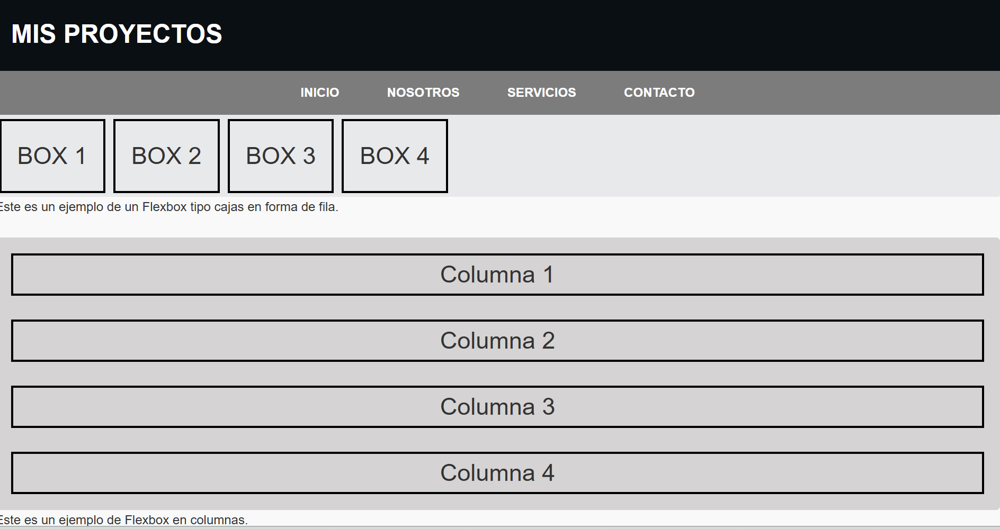 MIS PROYECTOS
INICIO NOSOTROS SERVICIOS CONTACTO
BOX 1 BOX 2 BOX 3 BOX 4
Este es un ejemplo de un Flexbox tipo cajas en forma de fila.
Columna 1
Columna 2
Columna 3
Columna 4
Este es un ejemplo de Flexbox en columnas.